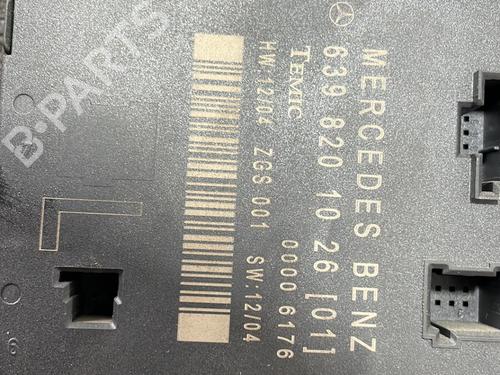 MERCEDES BENZ
639 820 10 26 [01]
TEMIC 0000 6176
HW:12/04 ZGS 001 SW:12/04
L
B-PARTS